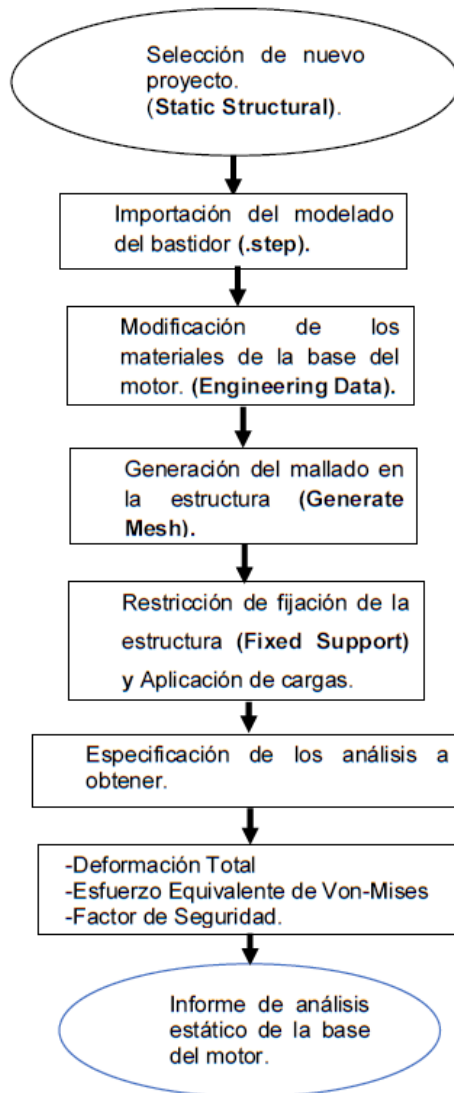 Selección de nuevo
proyecto.
(Static Structural).
Importación del modelado
del bastidor (.step).
Modificación de los
materiales de la base del
motor. (Engineering Data).
Generación del mallado en
la estructura (Generate
Mesh).
Restricción de fijación de la
estructura (Fixed Support)
y Aplicación de cargas.
Especificación de los análisis a
obtener.
-Deformación Total
-Esfuerzo Equivalente de Von-Mises
-Factor de Seguridad.
Informe de análisis
estático de la base
del motor.